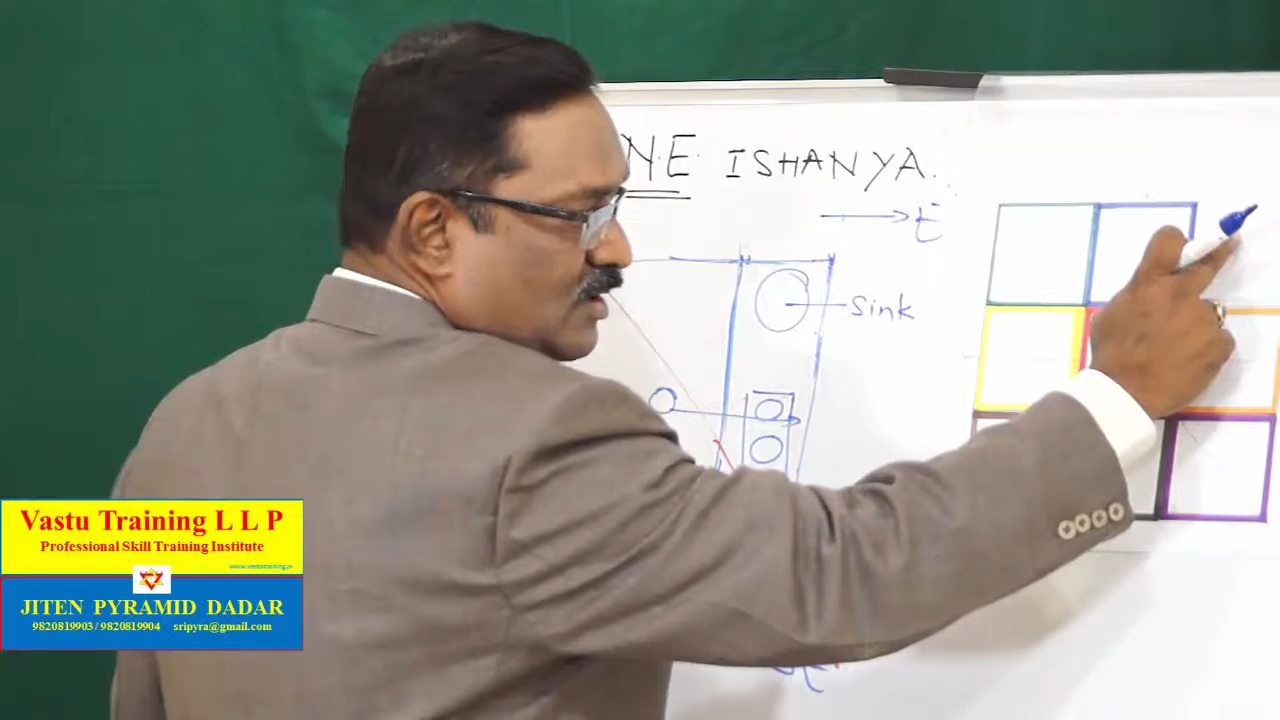 N.E. ISHANYA.
E
sink
Vastu Training L L P
Professional Skill Training Institute
www.vastutraining.in
JITEN PYRAMID DADAR
9820819903/ 9820819904 sripyra@gmail.com